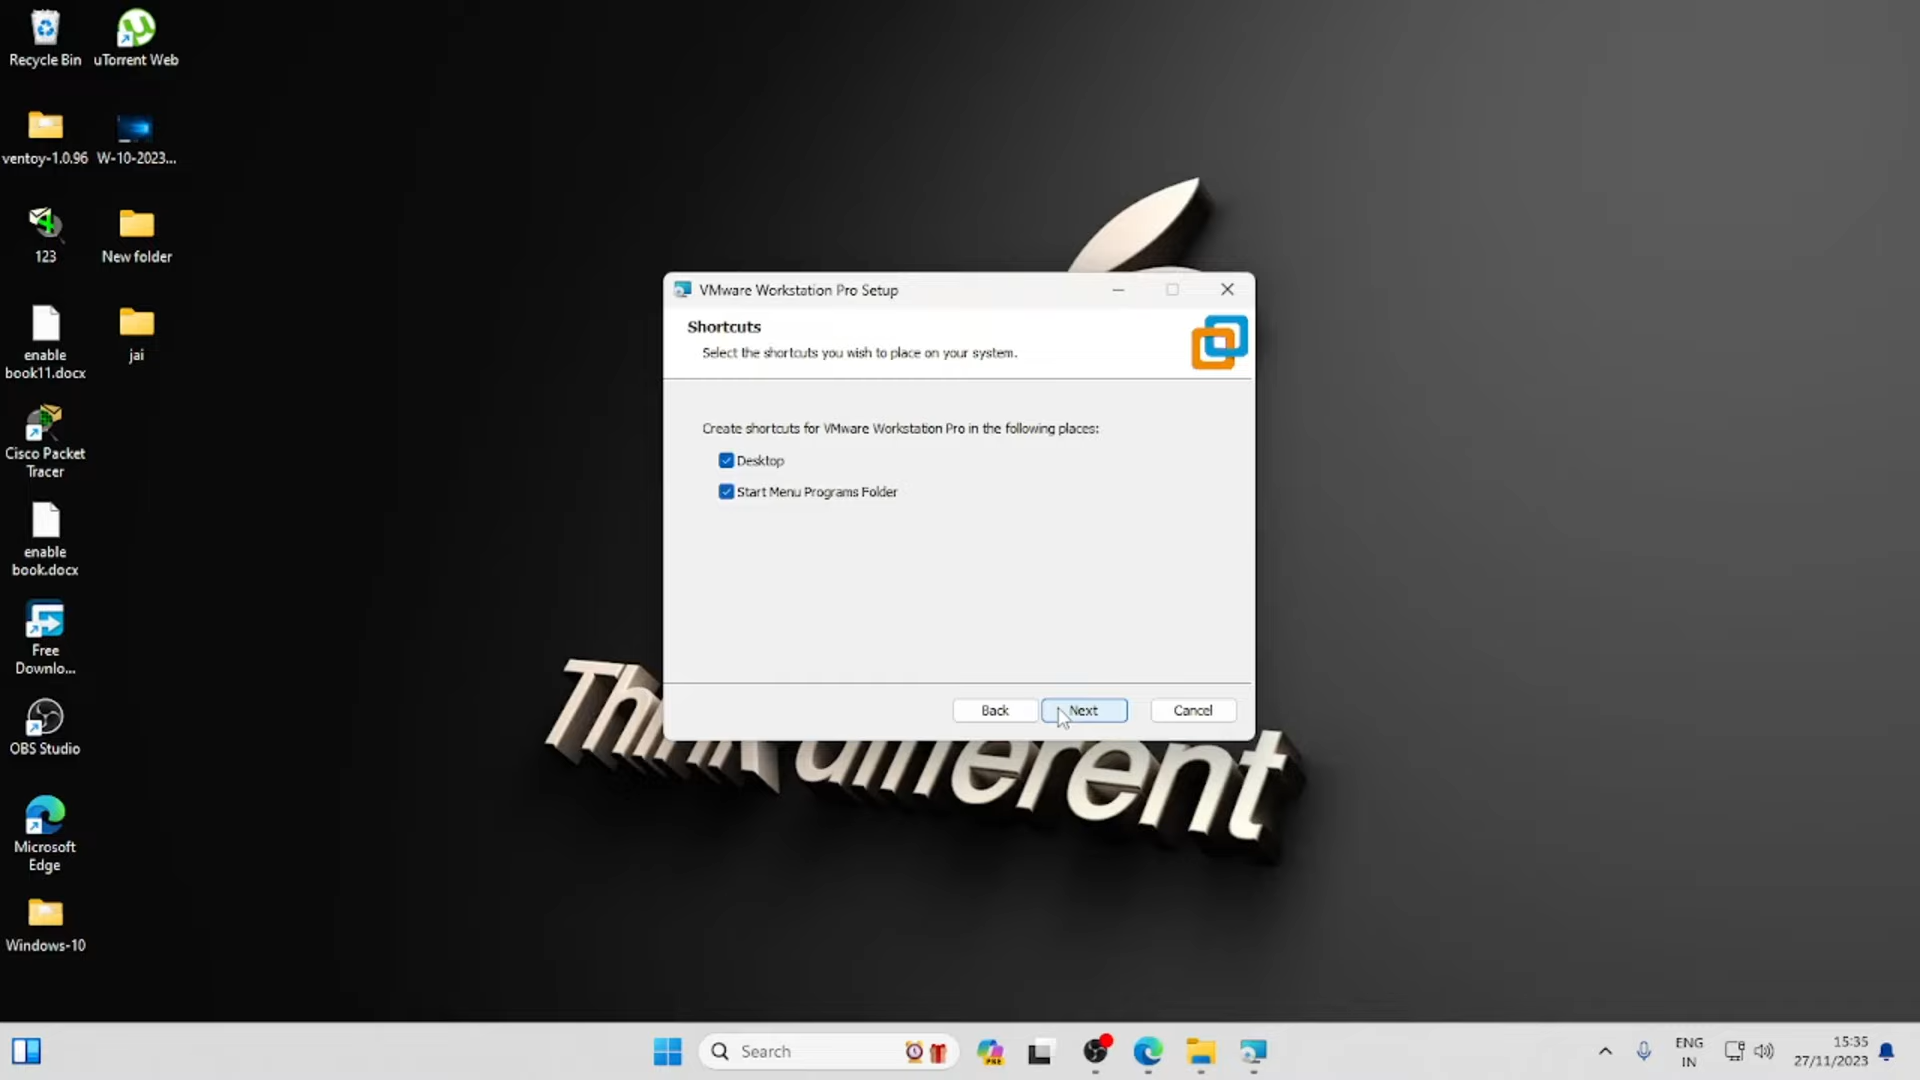 Recycle Bin
uTorrent Web
ventoy-1.0.96
W-10-2023...
123
New folder
enable
book11.docx
jai
Cisco Packet
Tracer
enable
book.docx
Free
Downlo...
OBS Studio
Microsoft
Edge
Windows-10
VMware Workstation Pro Setup
Shortcuts
Select the shortcuts you wish to place on your system.
Create shortcuts for VMware Workstation Pro in the following places:
Desktop
Start Menu Programs Folder
Back
Next
Cancel
Think different
Search
PRE
ENG
IN
15:35
27/11/2023